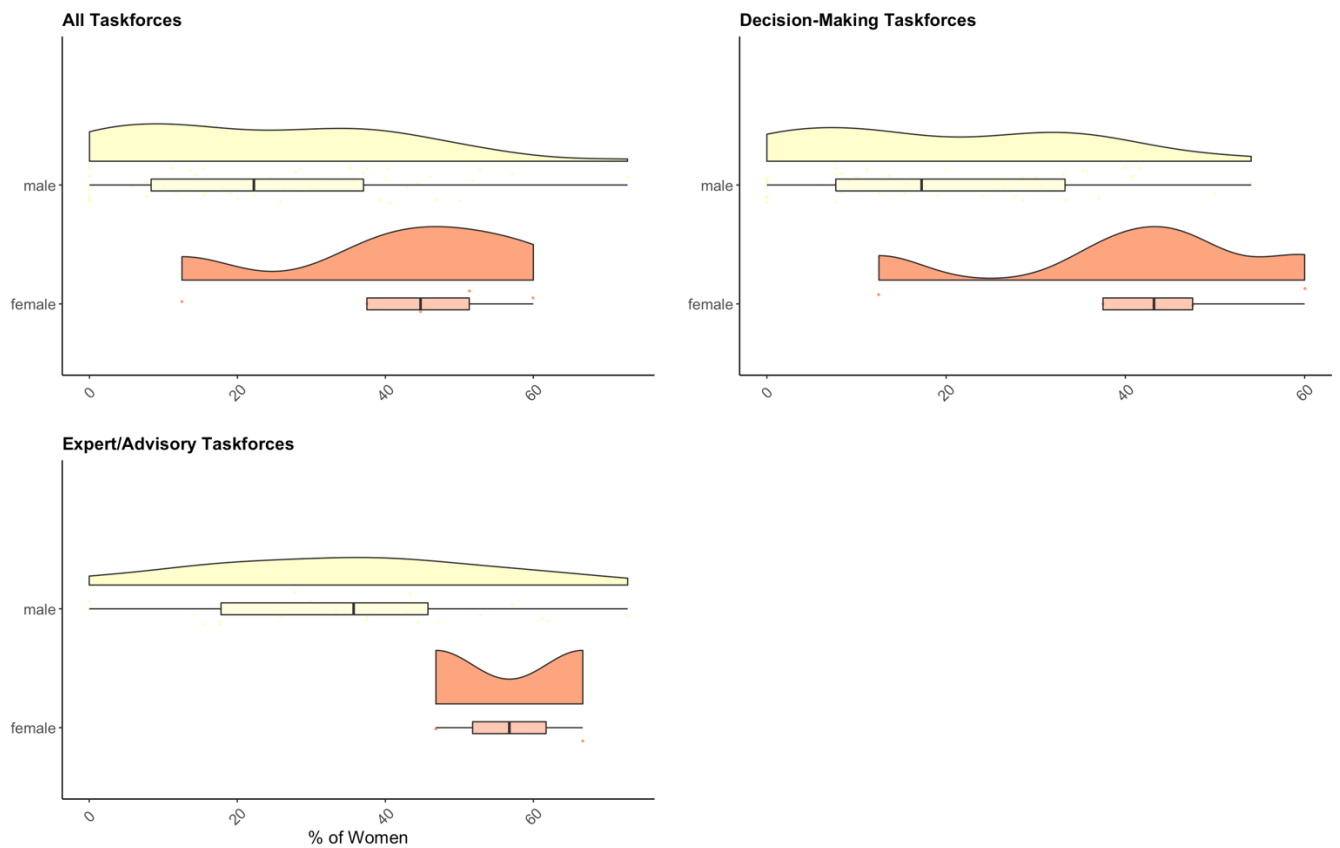 All Taskforces
male
female
0
20
40
60
Decision-Making Taskforces
male
female
0
20
40
60
Expert/Advisory Taskforces
male
female
0
20
40
60
% of Women